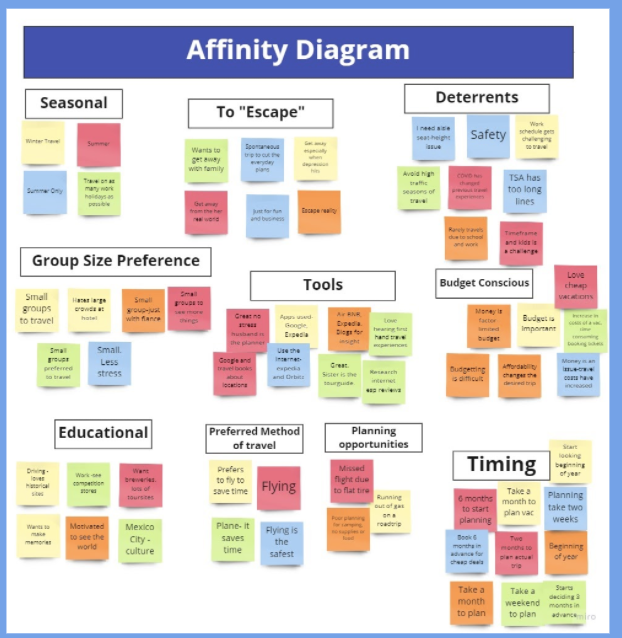 Affinity Diagram
Seasonal
Winter Travel
Summer
Summer Only
Travel on as
many work
holidays as
possible
To "Escape"
Wants to
get away
with family
Spontaneous
trip to cut the
everyday
plans
Get away
especially
when
depression
hits
Get away
from the her
real world
Just for fun
and business
Escape reality
Deterrents
I need aisle
seat-height
issue
Safety
Work
schedule gets
challenging
to travel
Avoid high
traffic
seasons of
travel
COVID has
changed
previous travel
experiences
TSA has
too long
lines
Rarely travels
due to school
and work
Timeframe
and kids is
a challenge
Group Size Preference
Small
groups
to travel
Hates large
crowds at
hotel
Small
group-just
with fiance
Small
groups to
see more
things
Small
groups
preferred
to travel
Small.
Less
stress
Tools
Great no
stress
husband is
the planner
Apps used-
Google,
Expedia
Air BNB,
Expedia,
Blogs for
insight
Love
hearing first
hand travel
experiences
Google and
travel books
about
locations
Use the
internet-
expedia
and Orbitz
Great.
Sister is the
tourguide
Research
internet
esp reviews
Budget Conscious
Love
cheap
vacations
Money is
factor
limited
budget
Budget is
important
Increase in
costs of a vac,
time-
consuming
booking tickets
Budgetting
is difficult
Affordability
changes the
desired trip
Money is an
issue-travel
costs have
increased
Educational
Driving -
loves
historical
sites
Work -see
competition
stores
Went
breweries,
lots of
toursites
Wants to
make
memories
Motivated
to see the
world
Mexico
City -
culture
Preferred Method
of travel
Prefers
to fly to
save time
Flying
Plane- it
saves
time
Flying is
the
safest
Planning
opportunities
Missed
flight due
to flat tire
Running
out of gas
on a
roadtrip
Poor planning
for camping,
no supplies or
food
Timing
Start
looking
beginning
of year
6 months
to start
planning
Take a
month to
plan vac
Planning
take two
weeks
Book 6
months in
advance for
cheap deals
Two
months to
plan actual
trip
Beginning
of year
Take a
month
to plan
Take a
weekend
to plan
Starts
deciding 3
months in
advance
miro